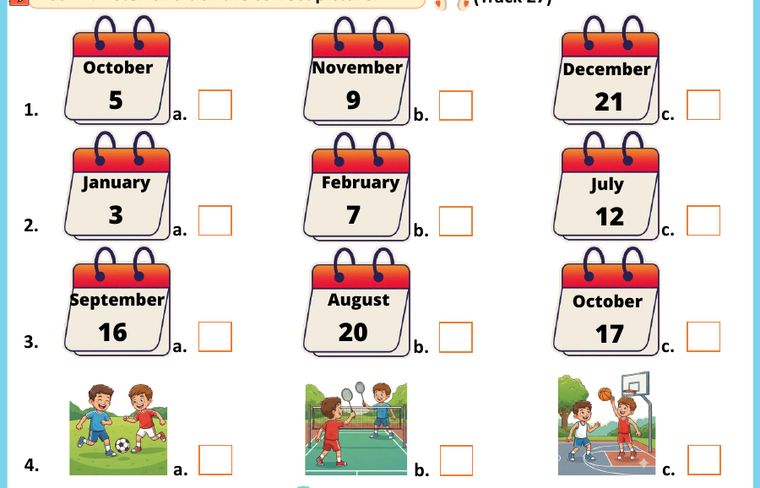 (Track 27)
October November December
1. 5 a. 9 b. 21 c.
January February July
2. 3 a. 7 b. 12 c.
September August October
3. 16 a. 20 b. 17 c.
4. a. b. c.